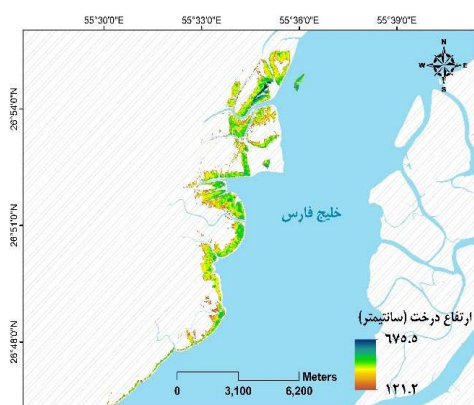 55°30'0"E 55°33'0"E 55°36'0"E 55°39'0"E
N
W E
S
26°54'0"N
26°51'0"N
26°48'0"N
خلیج فارس
ارتفاع درخت (سانتیمتر)
۶۷۵.۵
۱۲۱.۲
Meters
0 3,100 6,200